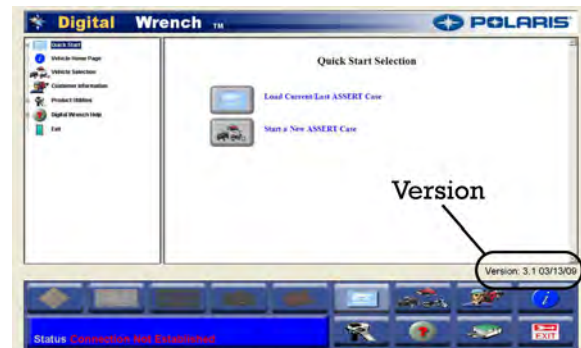 Digital Wrench TM
POLARIS
Quick Start
Vehicle Home Page
Vehicle Selection
Customer Information
Product Utilities
Digital Wrench Help
Exit
Quick Start Selection
Load Current/Last ASSERT Case
Start a New ASSERT Case
Version
Version: 3.1 03/13/09
i
?
EXIT
Status Connection Not Established